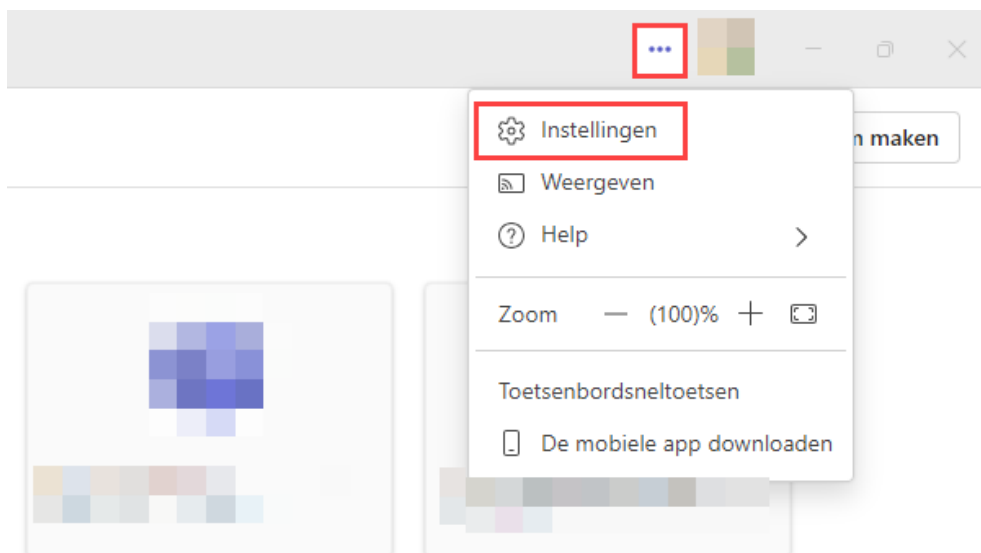 Instellingen
maken
Weergeven
Help
Zoom — (100)% +
Toetsenbordsneltoetsen
De mobiele app downloaden